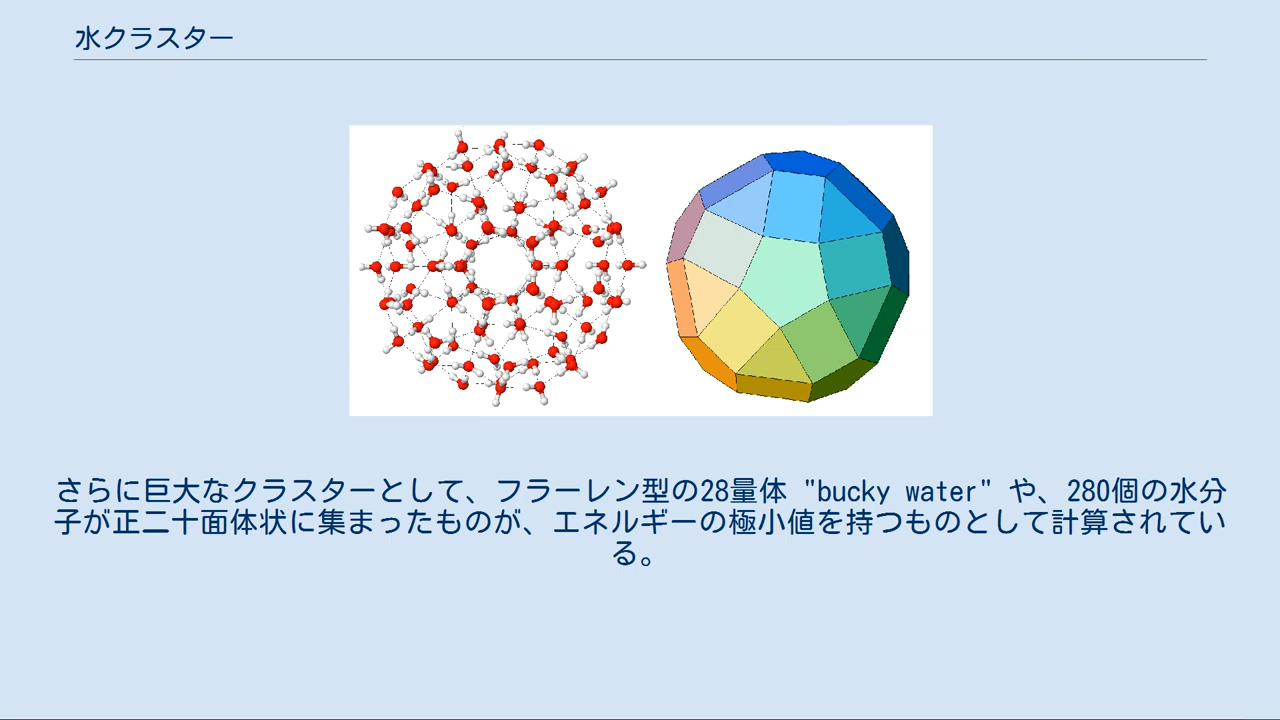 水クラスター
さらに巨大なクラスターとして、フラーレン型の28量体 "bucky water" や、280個の水分
子が正二十面体状に集まったものが、エネルギーの極小値を持つものとして計算されてい
る。